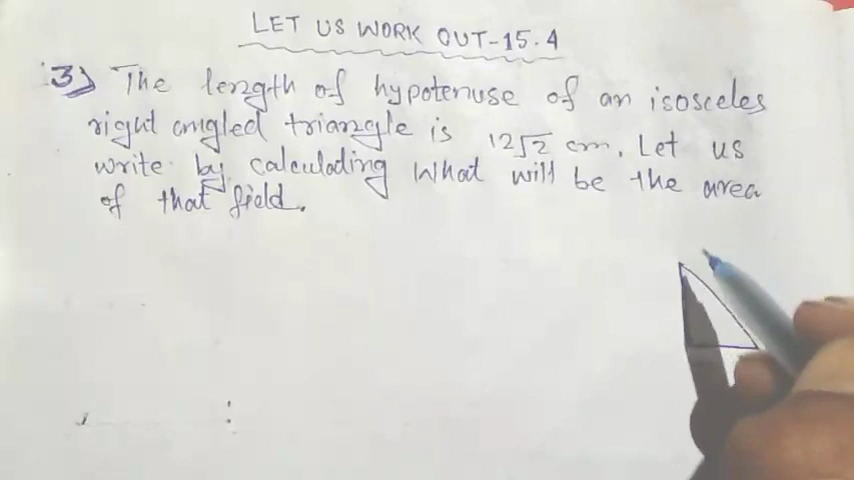 LET US WORK OUT-15.4
3) The length of hypotenuse of an isosceles
right angled triangle is 12√2 cm. Let us
write by calculating what will be the area
of that field.